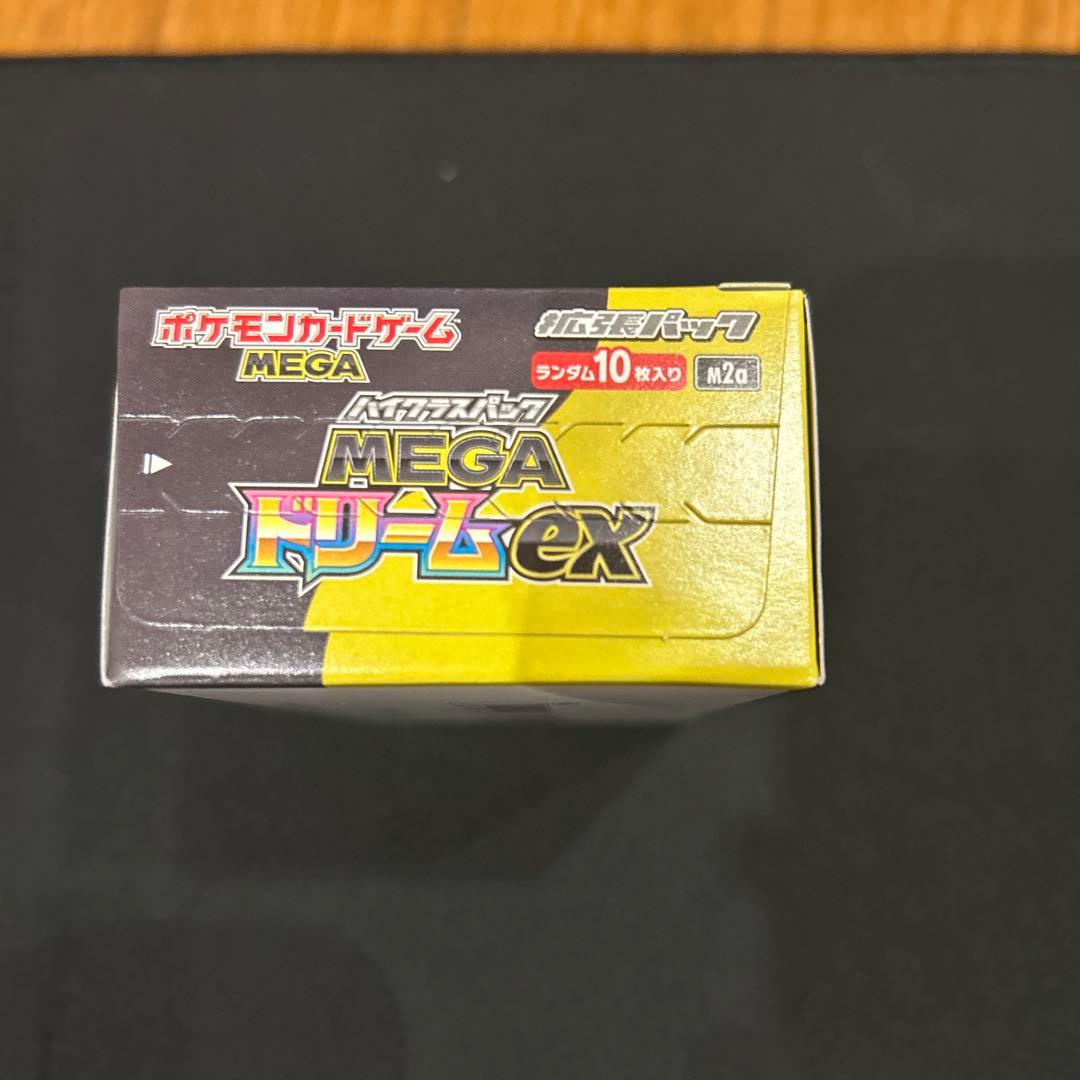 ポケモンカードゲーム
MEGA
拡張パック
ランダム10枚入り
M2a
ハイクラスパック
MEGA
ドリームex